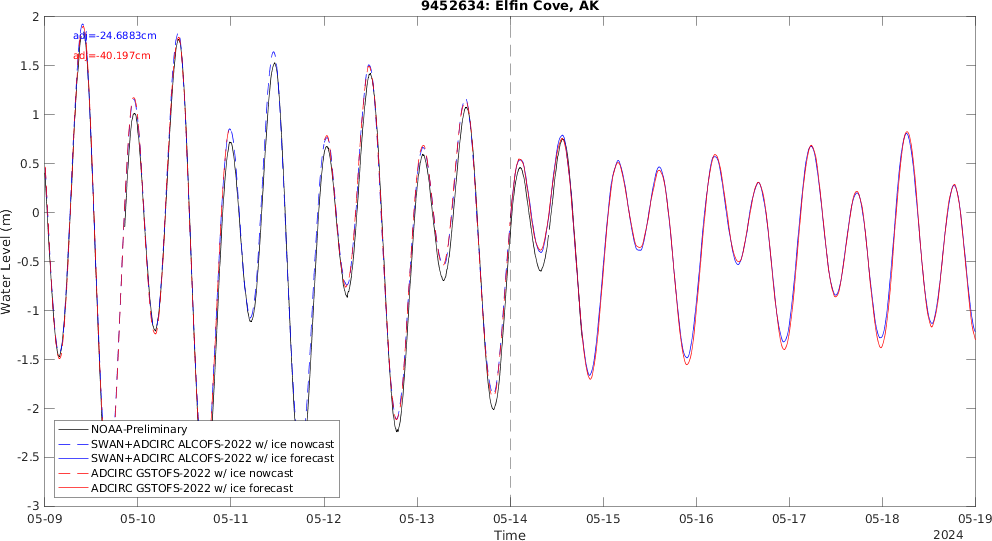 9452634: Elfin Cove, AK
2
adj=-24.6883cm
adj=-40.197cm
1.5
1
0.5
0
-0.5
-1
-1.5
-2
-2.5
-3
Water Level (m)
NOAA-Preliminary
SWAN+ADCIRC ALCOFS-2022 w/ ice nowcast
SWAN+ADCIRC ALCOFS-2022 w/ ice forecast
ADCIRC GSTOFS-2022 w/ ice nowcast
ADCIRC GSTOFS-2022 w/ ice forecast
05-09 05-10 05-11 05-12 05-13 05-14 05-15 05-16 05-17 05-18 05-19
Time
2024